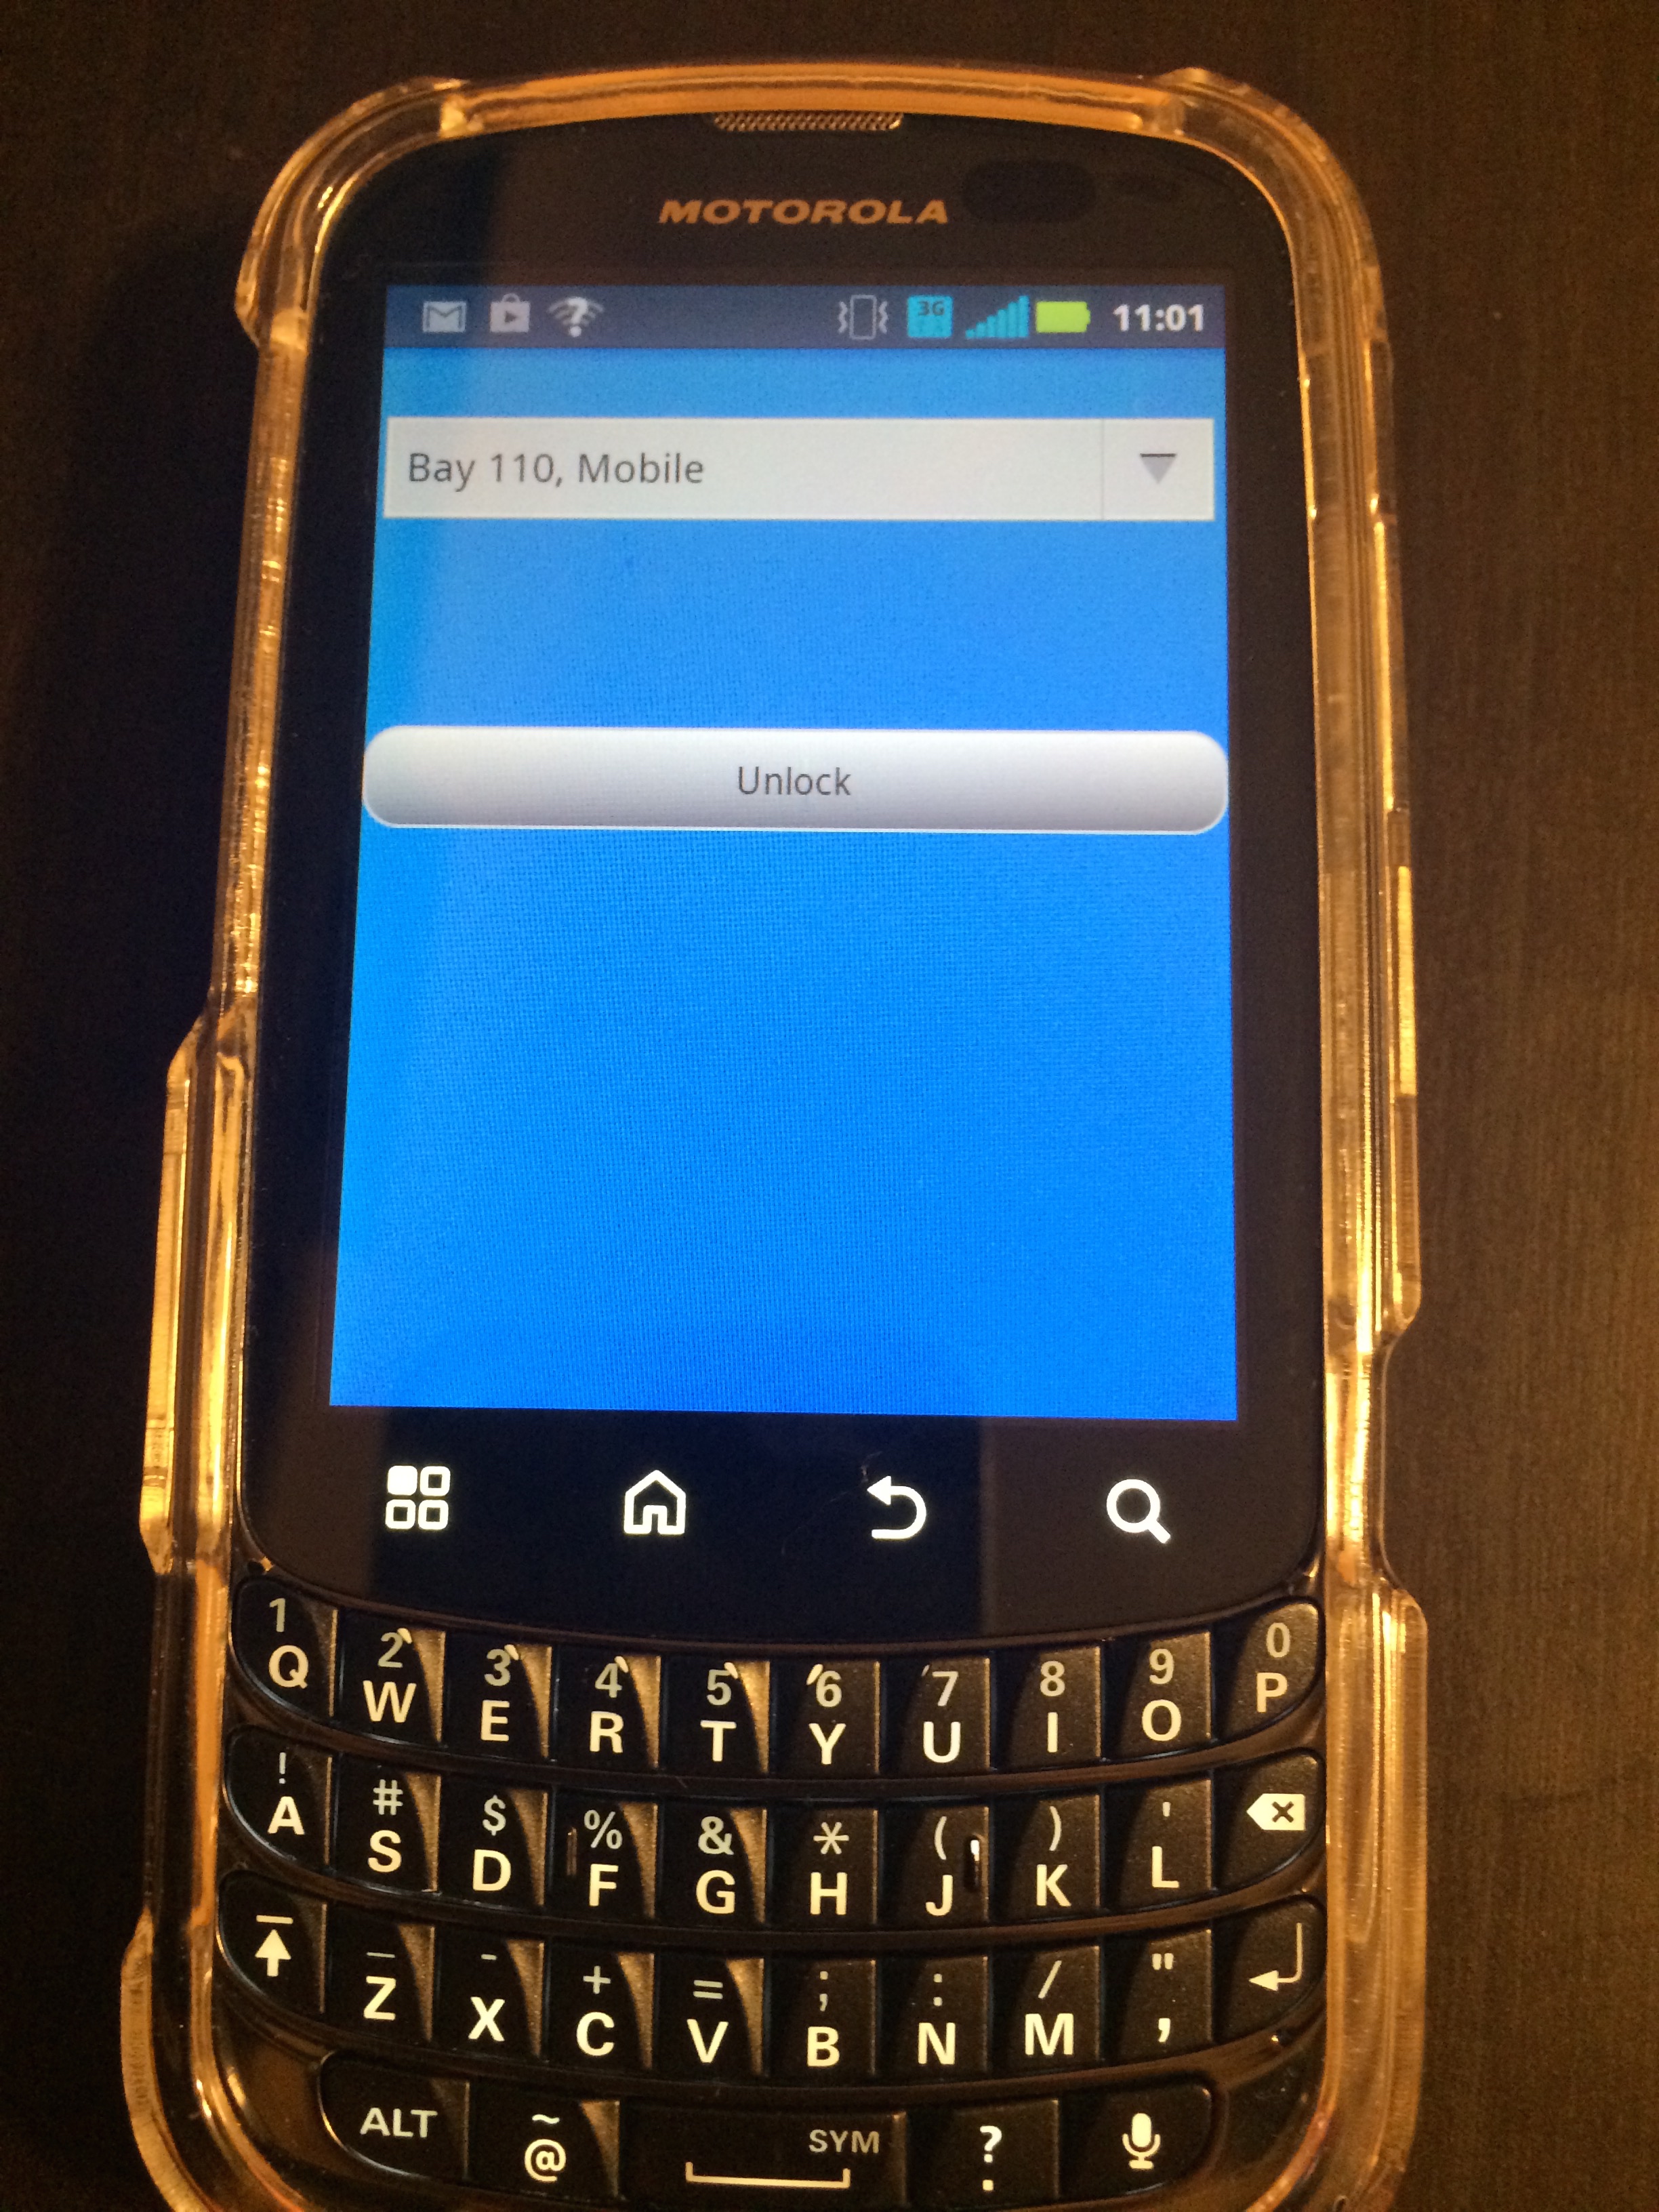 MOTOROLA
3G 11:01
Bay 110, Mobile
Unlock
1 2 3 4 5 6 7 8 9 0
Q W E R T Y U I O P
! # $ % & * ( ) '
A S D F G H J K L
_ - + = ; : / "
Z X C V B N M ,
~ SYM ?
ALT @ .